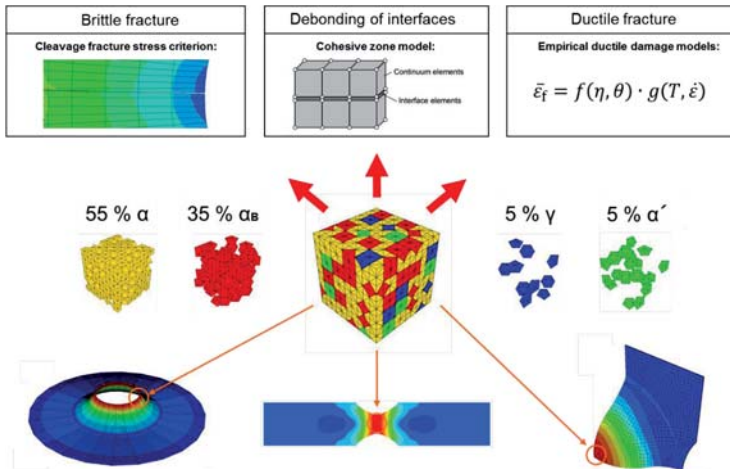 Brittle fracture
Cleavage fracture stress criterion:
Debonding of interfaces
Cohesive zone model:
Continuum elements
Interface elements
Ductile fracture
Empirical ductile damage models:
ε̄f = f(η, θ) · g(T, ε̇)
55 % α
35 % αB
5 % γ
5 % α´